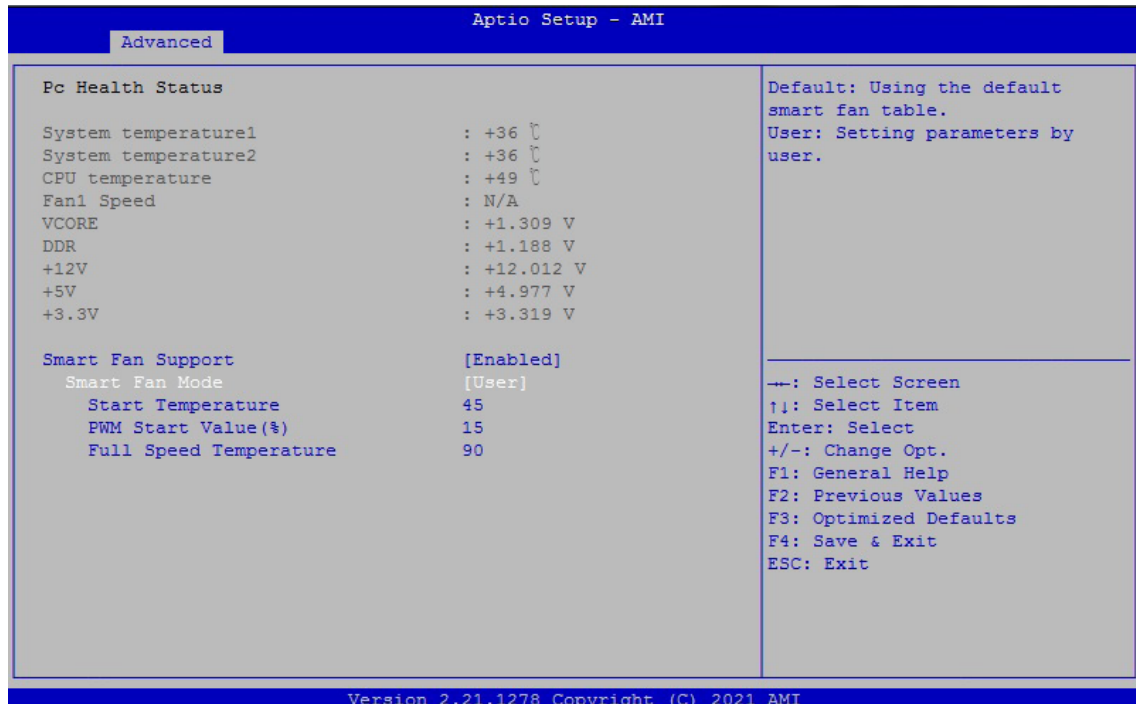 Aptio Setup - AMI
Advanced
Pc Health Status
System temperature1 : +36 ℃
System temperature2 : +36 ℃
CPU temperature : +49 ℃
Fan1 Speed : N/A
VCORE : +1.309 V
DDR : +1.188 V
+12V : +12.012 V
+5V : +4.977 V
+3.3V : +3.319 V
Smart Fan Support [Enabled]
Smart Fan Mode [User]
Start Temperature 45
PWM Start Value(%) 15
Full Speed Temperature 90
Default: Using the default
smart fan table.
User: Setting parameters by
user.
→←: Select Screen
↑↓: Select Item
Enter: Select
+/-: Change Opt.
F1: General Help
F2: Previous Values
F3: Optimized Defaults
F4: Save & Exit
ESC: Exit
Version 2.21.1278 Copyright (C) 2021 AMI